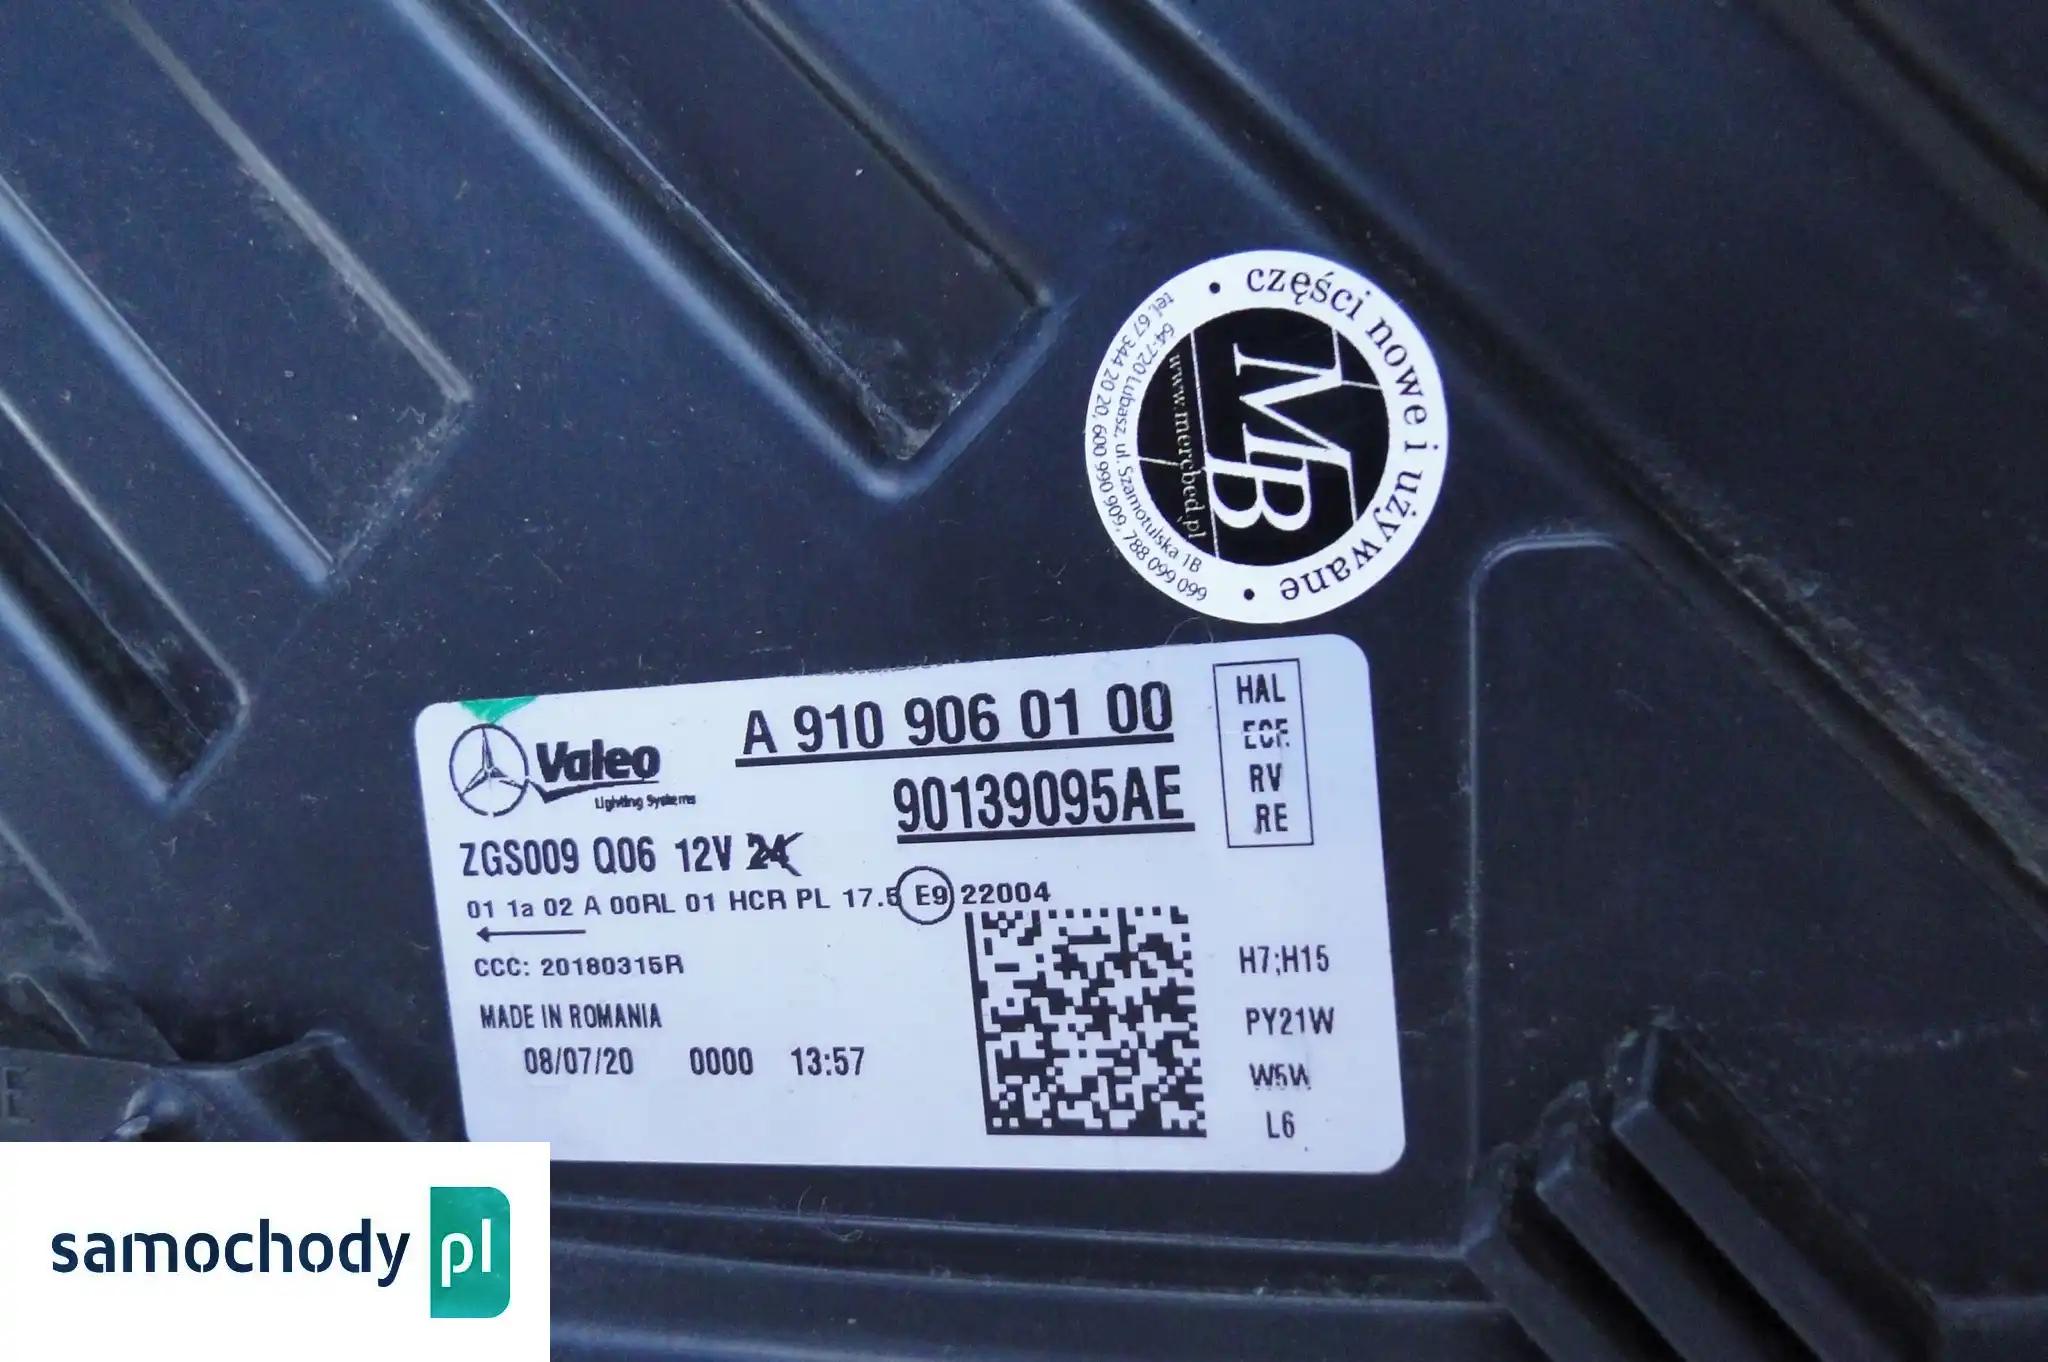 • części nowe i używane •
tel. 67 344 20 20, 600 990 909, 788 099 099
64-720 Lubasz, ul. Szamotulska 1B
www.merchbed.pl
MB
Valeo
Lighting Systems
A 910 906 01 00
90139095AE
HAL
ECE
RV
RE
ZGS009 Q06 12V 24
01 1a 02 A 00RL 01 HCR PL 17.5 E9 22004
CCC: 20180315R
MADE IN ROMANIA
08/07/20 0000 13:57
H7;H15
PY21W
W5W
L6
E
samochody pl